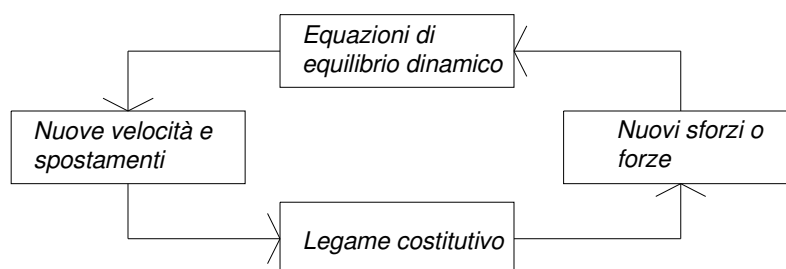 Equazioni di
equilibrio dinamico
Nuove velocità e
spostamenti
Nuovi sforzi o
forze
Legame costitutivo